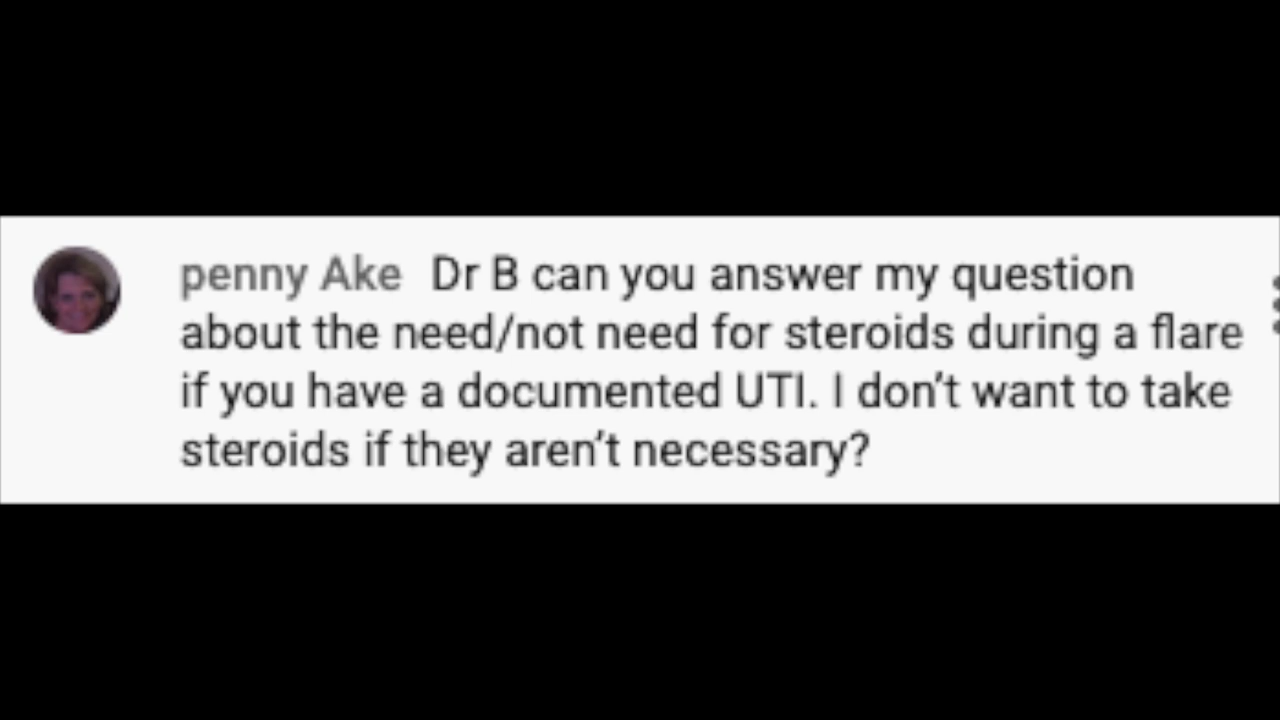 penny Ake Dr B can you answer my question
about the need/not need for steroids during a flare
if you have a documented UTI. I don’t want to take
steroids if they aren’t necessary?